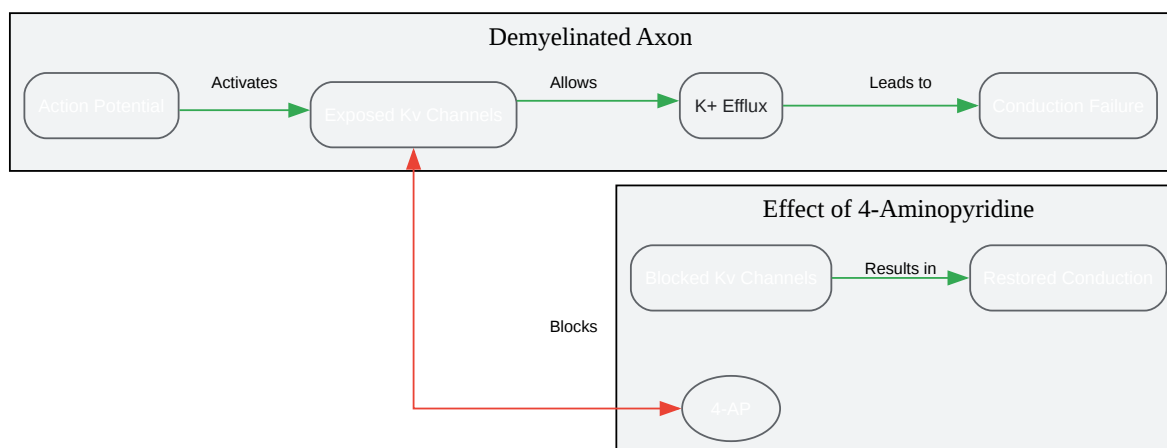 Demyelinated Axon
Action Potential
Activates
Exposed Kv Channels
Allows
K+ Efflux
Leads to
Conduction Failure
Effect of 4-Aminopyridine
Blocked Kv Channels
Results in
Restored Conduction
Blocks
4-AP